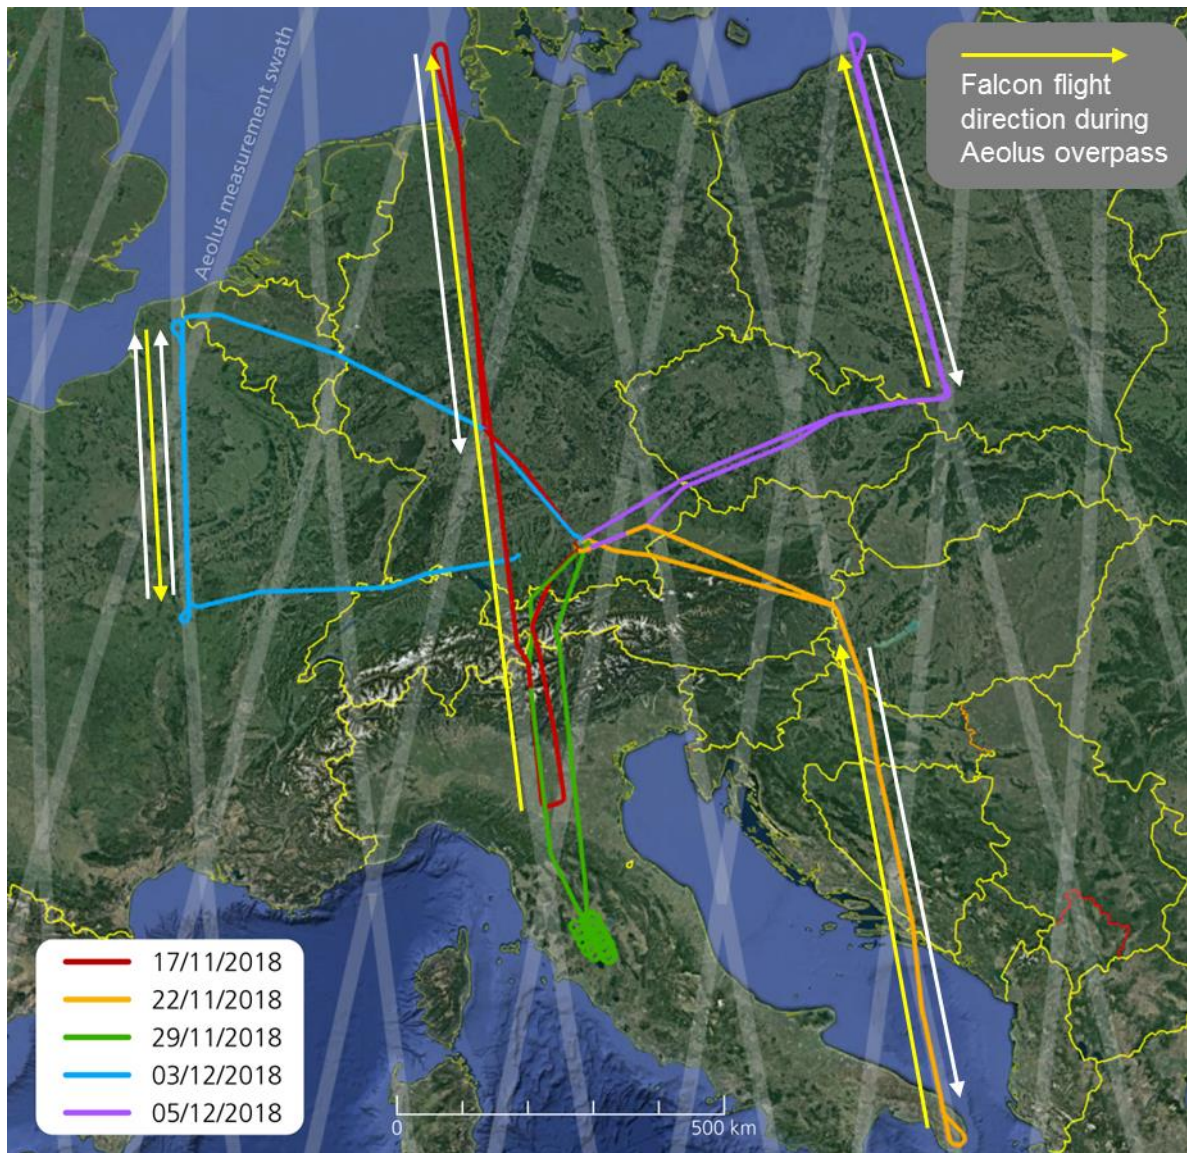 Aeolus measurement swath
Falcon flight
direction during
Aeolus overpass
17/11/2018
22/11/2018
29/11/2018
03/12/2018
05/12/2018
0
500 km